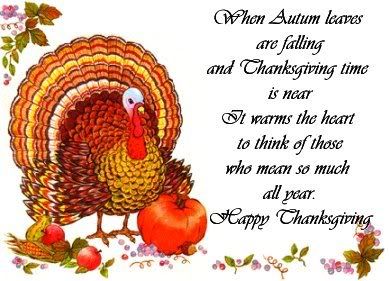 When Autum leaves
are falling
and Thanksgiving time
is near
It warms the heart
to think of those
who mean so much
all year.
Happy Thanksgiving